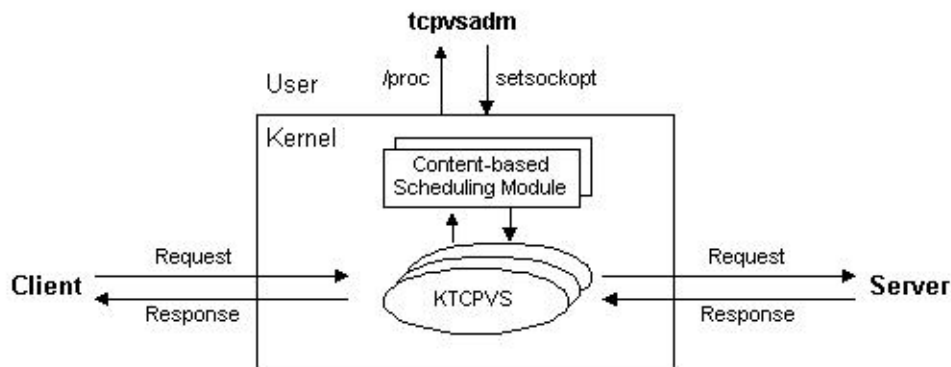 tcpvsadm
/proc
setsockopt
User
Kernel
Content-based
Scheduling Module
Request
Request
Client
KTCPVS
Server
Response
Response